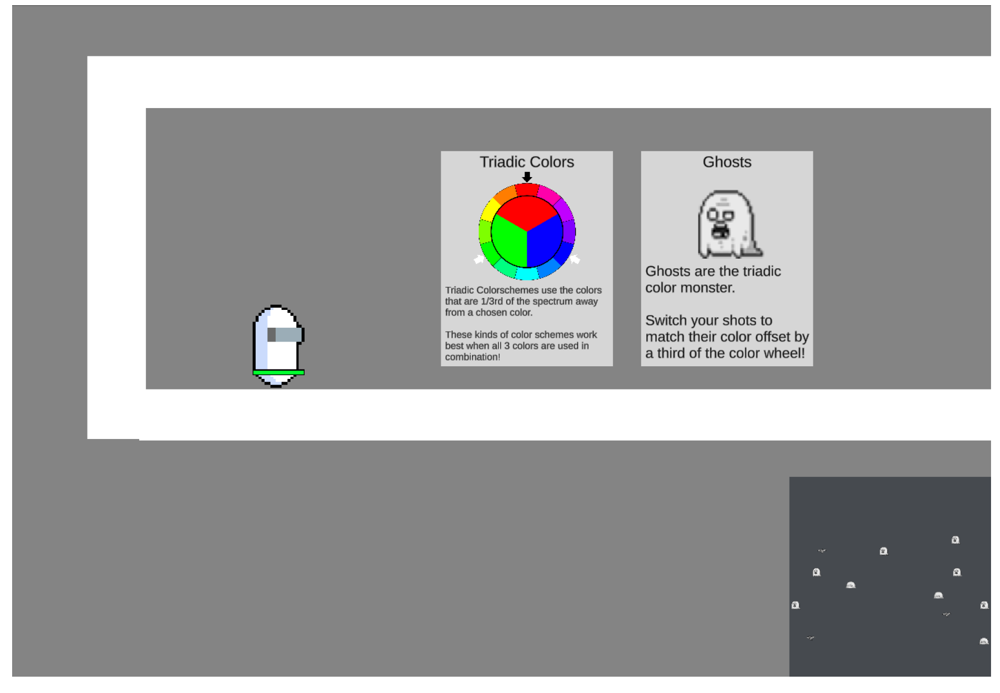 Triadic Colors
Triadic Colorschemes use the colors
that are 1/3rd of the spectrum away
from a chosen color.
These kinds of color schemes work
best when all 3 colors are used in
combination!
Ghosts
Ghosts are the triadic
color monster.
Switch your shots to
match their color offset by
a third of the color wheel!